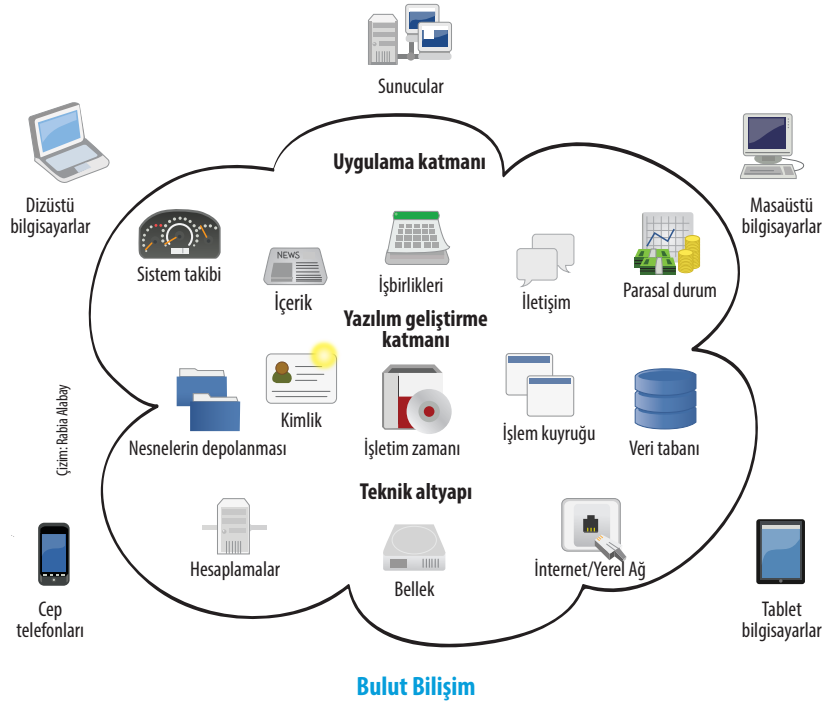 Sunucular
Dizüstü
bilgisayarlar
Masaüstü
bilgisayarlar
Uygulama katmanı
Sistem takibi
NEWS
İçerik
İşbirlikleri
İletişim
Parasal durum
Yazılım geliştirme
katmanı
Nesnelerin depolanması
Kimlik
İşletim zamanı
İşlem kuyruğu
Veri tabanı
Çizim: Rabia Alabay
Teknik altyapı
Hesaplamalar
Bellek
İnternet/Yerel Ağ
Cep
telefonları
Tablet
bilgisayarlar
Bulut Bilişim